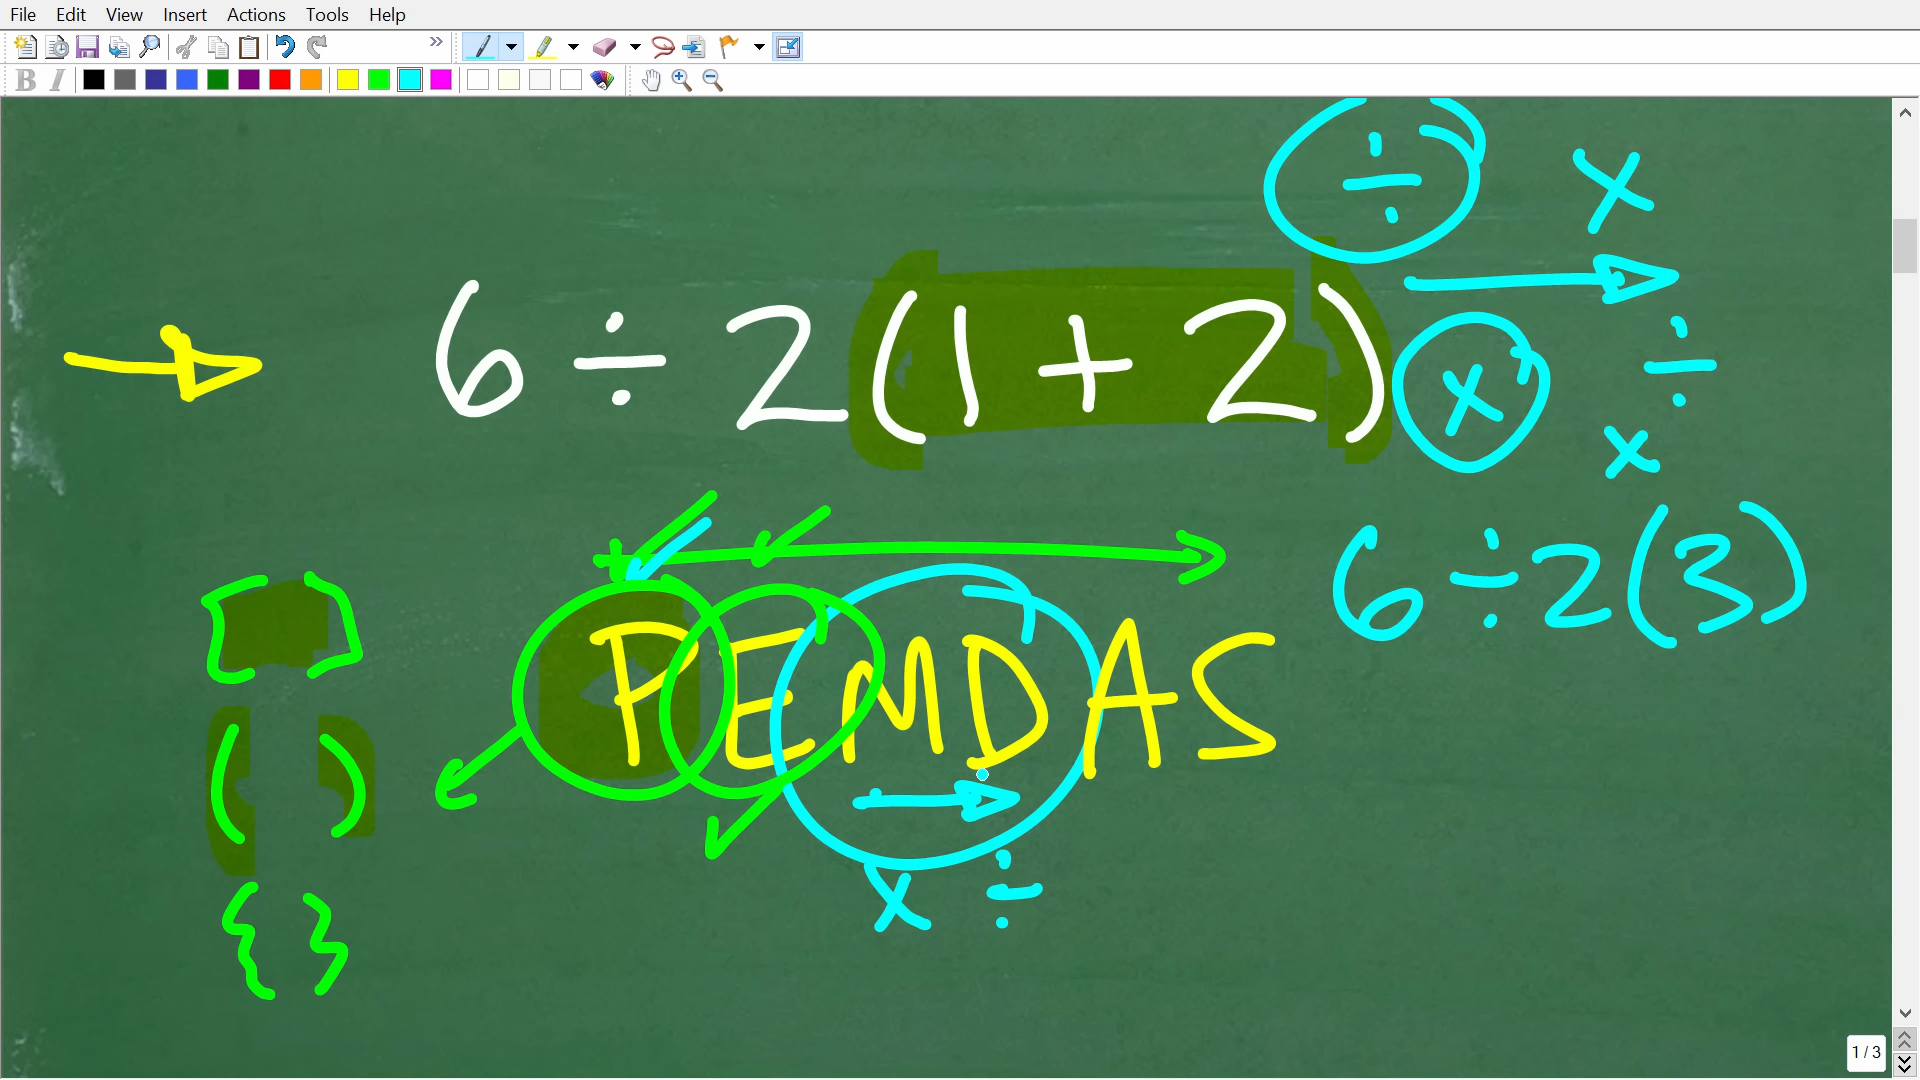 File Edit View Insert Actions Tools Help
B I
÷ x
6 ÷ 2(1 + 2)
x ÷
x
6 ÷ 2(3)
[ ]
PEMDAS
( )
x ÷
{ }
1 / 3